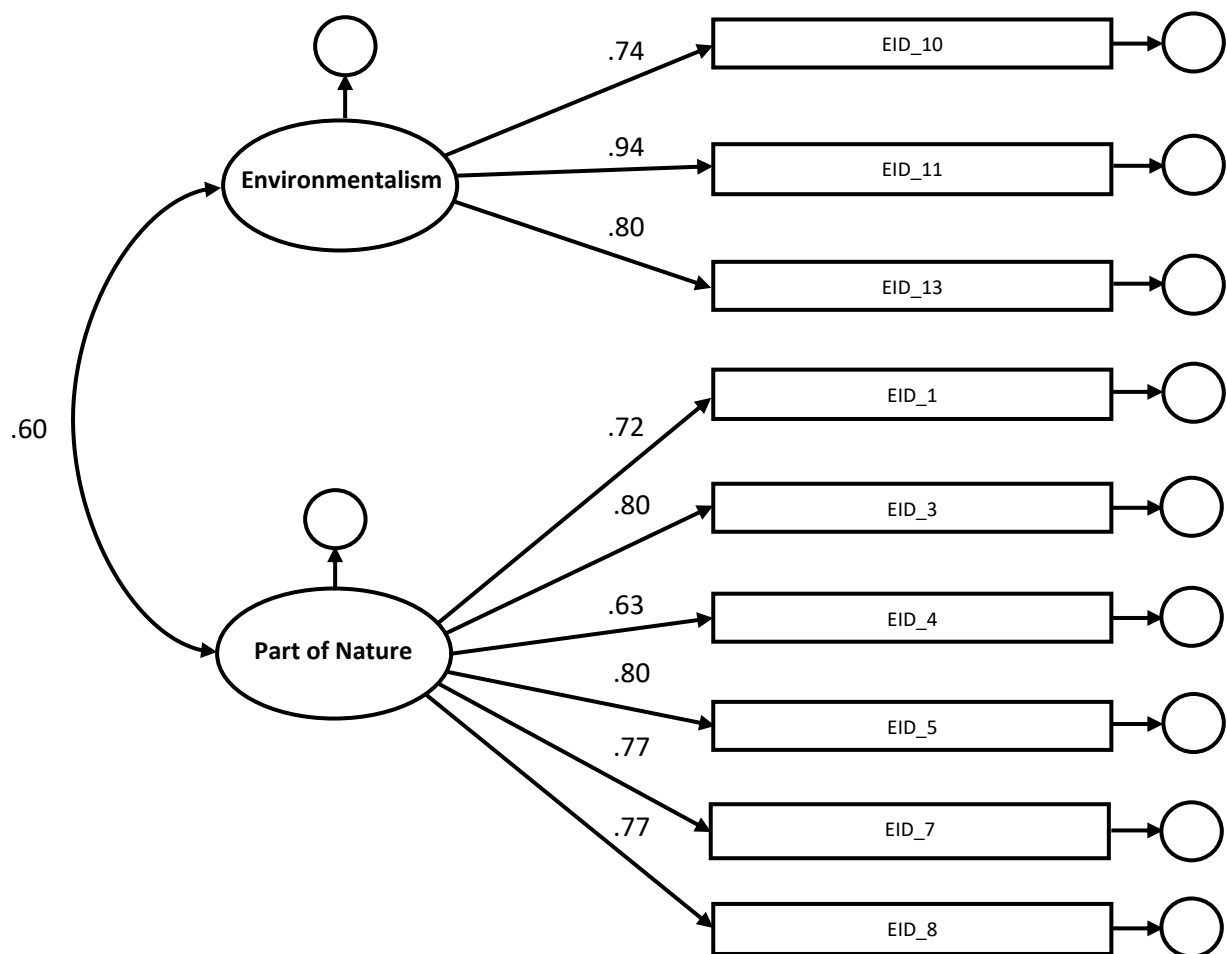 .74
EID_10
.94
EID_11
Environmentalism
.80
EID_13
EID_1
.72
.60
.80
EID_3
.63
EID_4
Part of Nature
.80
EID_5
.77
EID_7
.77
EID_8